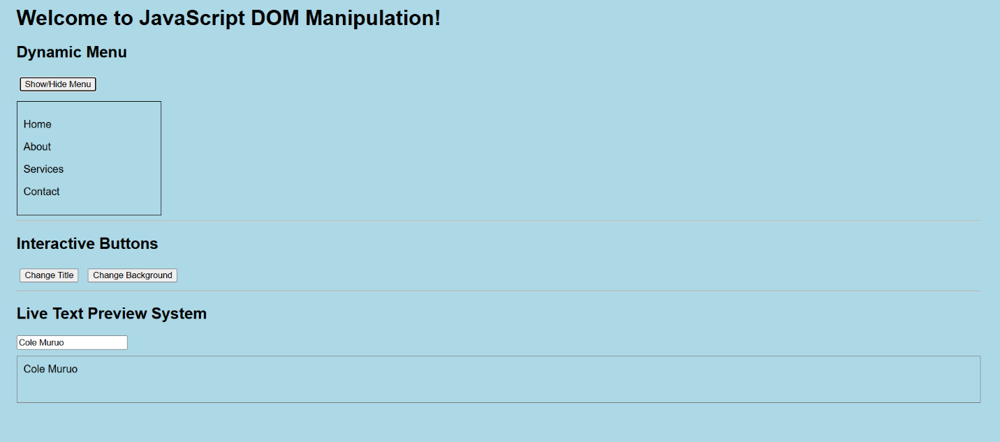 Welcome to JavaScript DOM Manipulation!
Dynamic Menu
Show/Hide Menu
Home
About
Services
Contact
Interactive Buttons
Change Title Change Background
Live Text Preview System
Cole Muruo
Cole Muruo